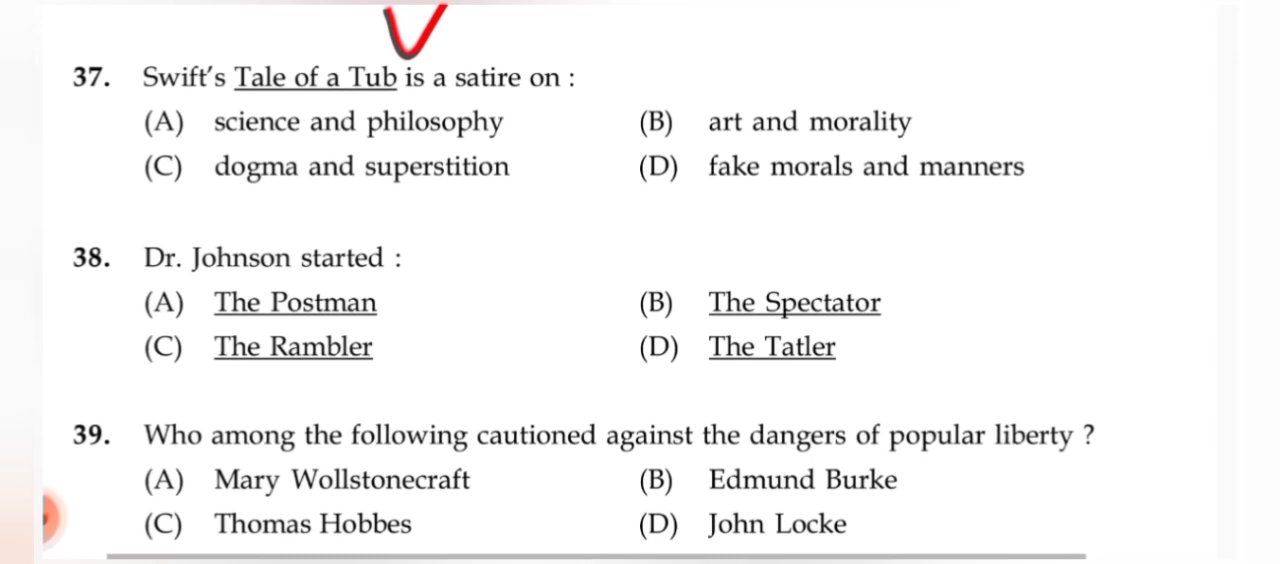 37. Swift's Tale of a Tub is a satire on :
(A) science and philosophy (B) art and morality
(C) dogma and superstition (D) fake morals and manners
38. Dr. Johnson started :
(A) The Postman (B) The Spectator
(C) The Rambler (D) The Tatler
39. Who among the following cautioned against the dangers of popular liberty ?
(A) Mary Wollstonecraft (B) Edmund Burke
(C) Thomas Hobbes (D) John Locke